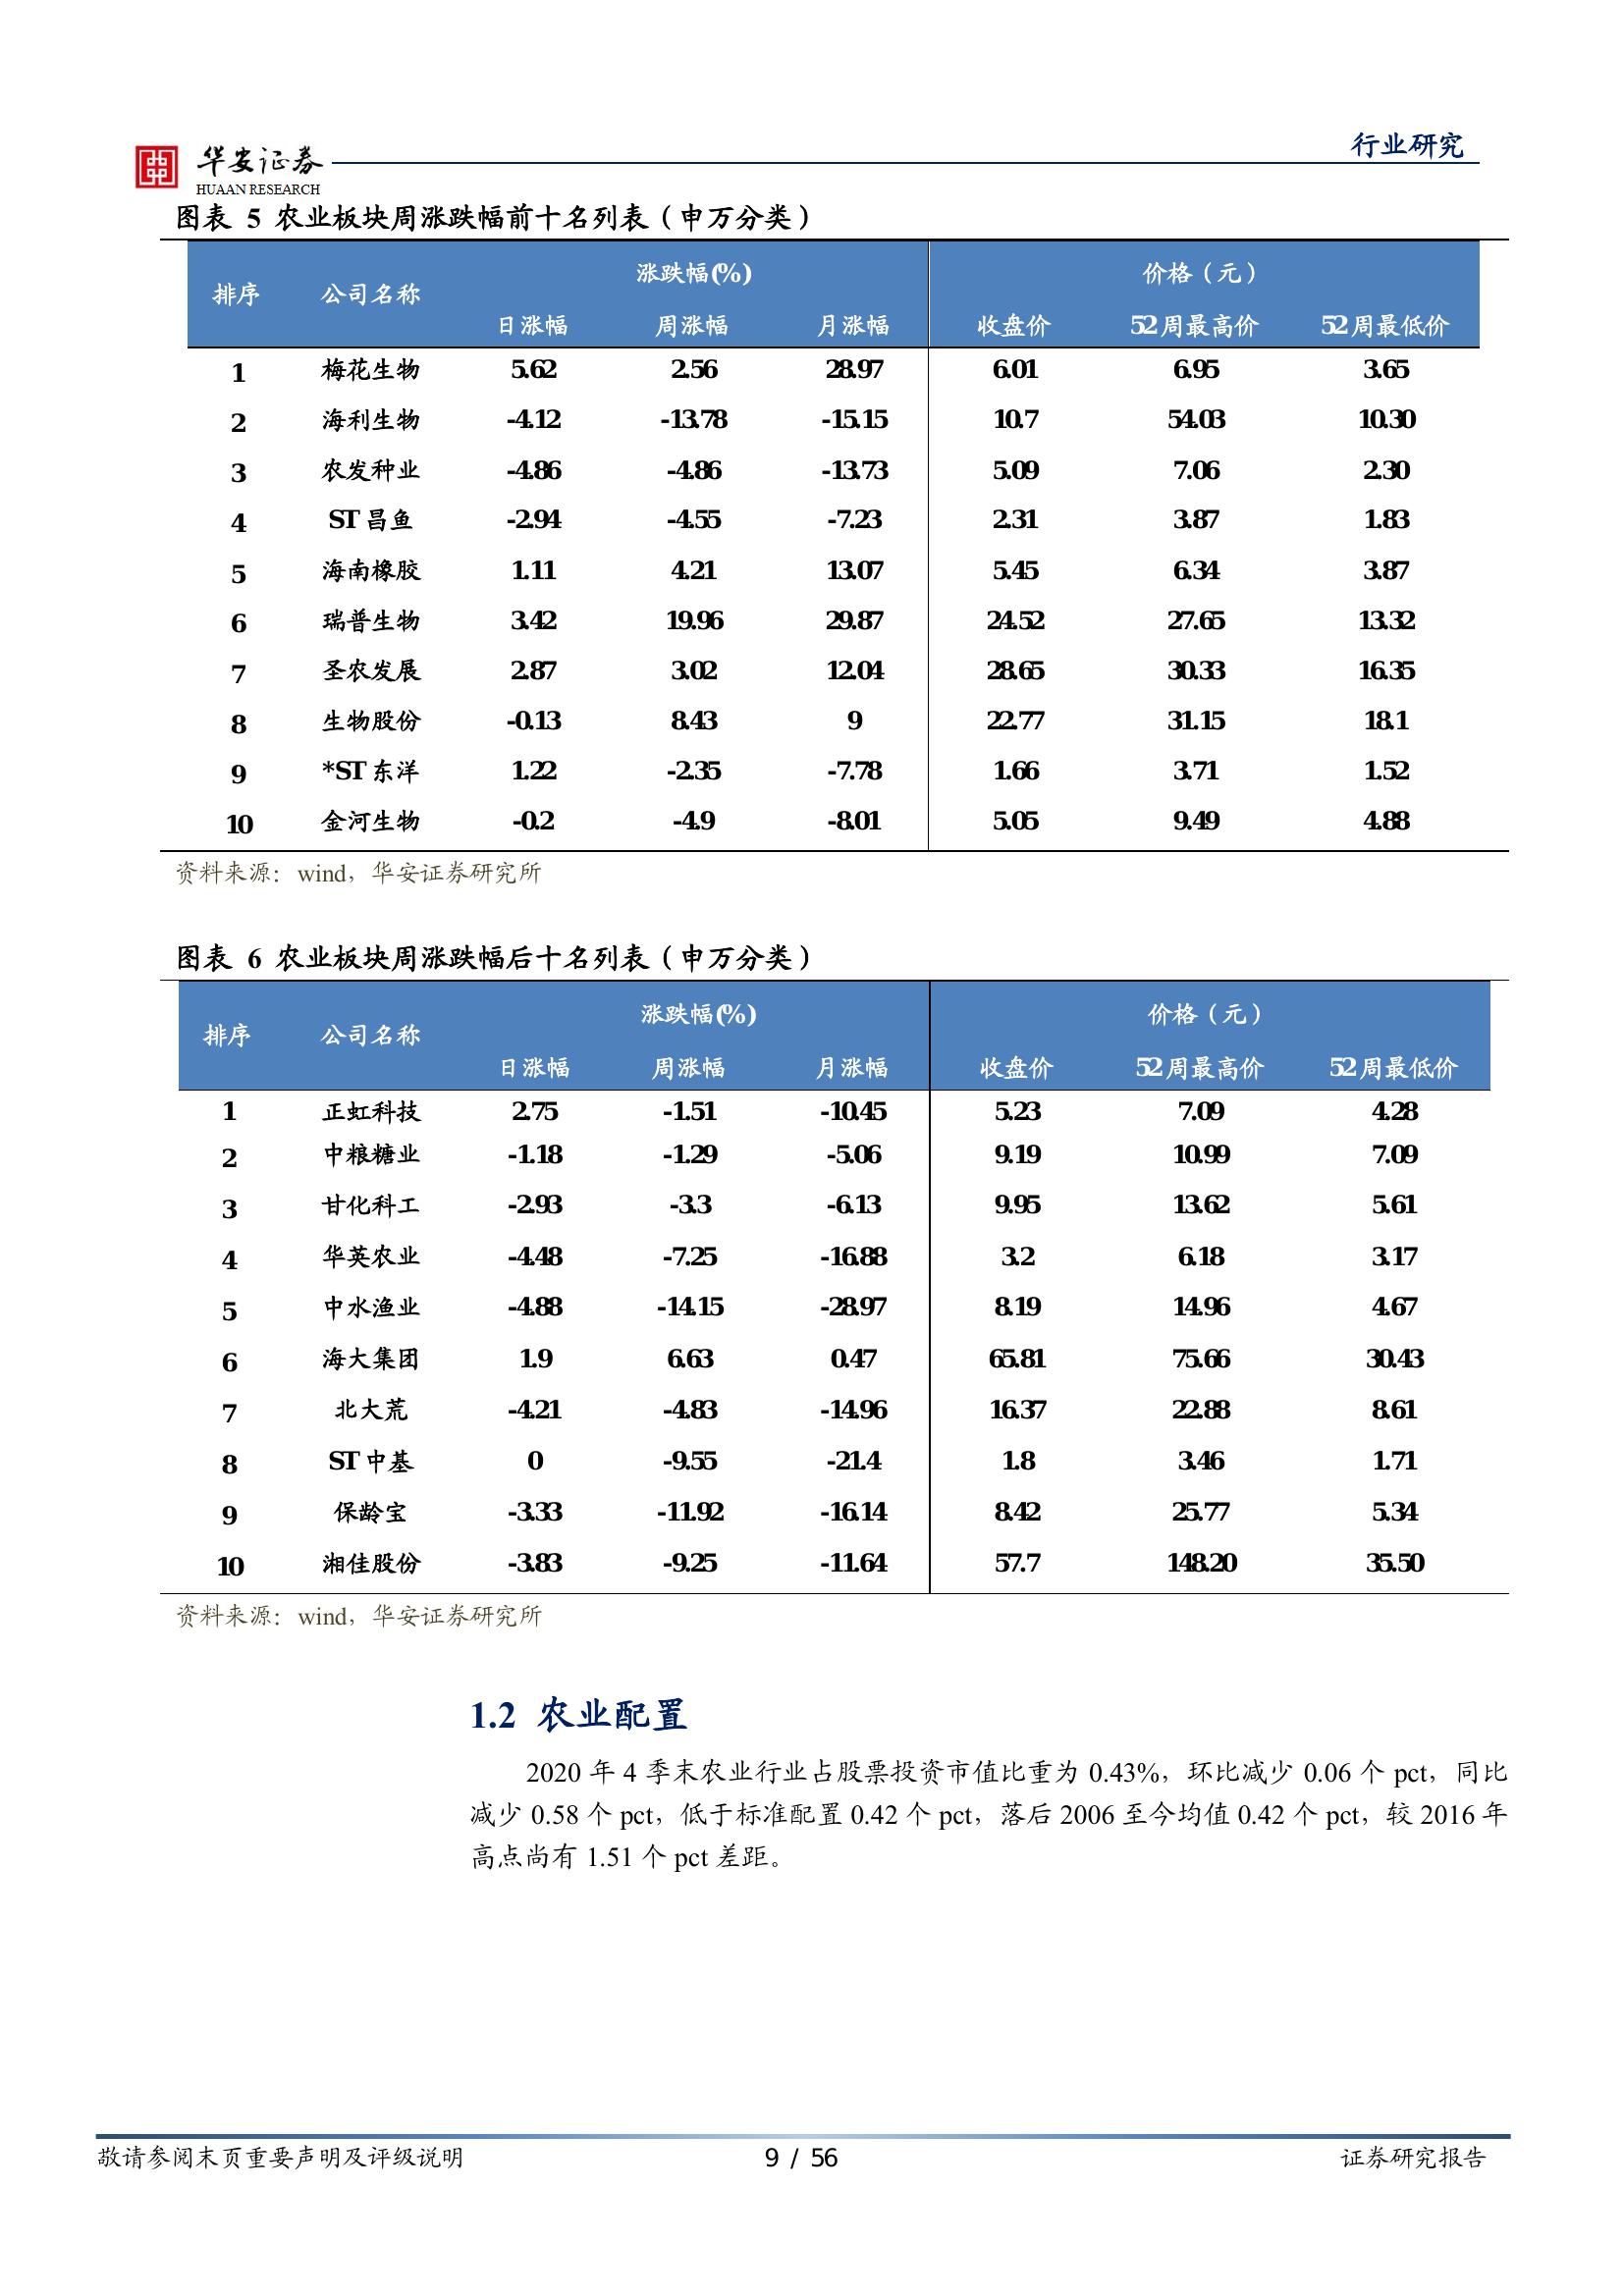 行业研究
华安证券
HUAAN RESEARCH
图表 5 农业板块周涨跌幅前十名列表（申万分类）
排序 公司名称 涨跌幅(%) 价格（元）
日涨幅 周涨幅 月涨幅 收盘价 52周最高价 52周最低价
1 梅花生物 5.62 2.56 28.97 6.01 6.95 3.65
2 海利生物 -4.12 -13.78 -15.15 10.7 54.03 10.30
3 农发种业 -4.86 -4.86 -13.73 5.09 7.06 2.30
4 ST昌鱼 -2.94 -4.55 -7.23 2.31 3.87 1.83
5 海南橡胶 1.11 4.21 13.07 5.45 6.34 3.87
6 瑞普生物 3.42 19.96 29.87 24.52 27.65 13.32
7 圣农发展 2.87 3.02 12.04 28.65 30.33 16.35
8 生物股份 -0.13 8.43 9 22.77 31.15 18.1
9 *ST东洋 1.22 -2.35 -7.78 1.66 3.71 1.52
10 金河生物 -0.2 -4.9 -8.01 5.05 9.49 4.88
资料来源：wind，华安证券研究所
图表 6 农业板块周涨跌幅后十名列表（申万分类）
排序 公司名称 涨跌幅(%) 价格（元）
日涨幅 周涨幅 月涨幅 收盘价 52周最高价 52周最低价
1 正虹科技 2.75 -1.51 -10.45 5.23 7.09 4.28
2 中粮糖业 -1.18 -1.29 -5.06 9.19 10.99 7.09
3 甘化科工 -2.93 -3.3 -6.13 9.95 13.62 5.61
4 华英农业 -4.48 -7.25 -16.88 3.2 6.18 3.17
5 中水渔业 -4.88 -14.15 -28.97 8.19 14.96 4.67
6 海大集团 1.9 6.63 0.47 65.81 75.66 30.43
7 北大荒 -4.21 -4.83 -14.96 16.37 22.88 8.61
8 ST中基 0 -9.55 -21.4 1.8 3.46 1.71
9 保龄宝 -3.33 -11.92 -16.14 8.42 25.77 5.34
10 湘佳股份 -3.83 -9.25 -11.64 57.7 148.20 35.50
资料来源：wind，华安证券研究所
1.2 农业配置
2020 年 4 季末农业行业占股票投资市值比重为 0.43%，环比减少 0.06 个 pct，同比
减少 0.58 个 pct，低于标准配置 0.42 个 pct，落后 2006 至今均值 0.42 个 pct，较 2016 年
高点尚有 1.51 个 pct 差距。
敬请参阅末页重要声明及评级说明 9 / 56 证券研究报告